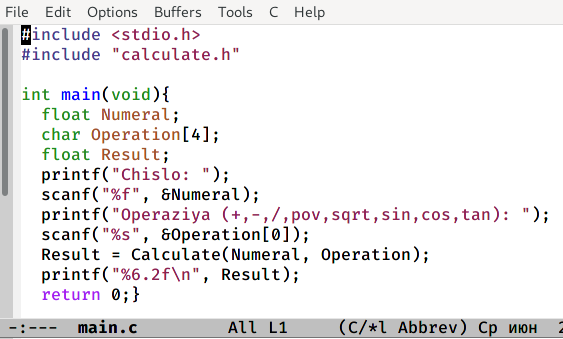 File Edit Options Buffers Tools C Help
#include <stdio.h>
#include "calculate.h"
int main(void){
  float Numeral;
  char Operation[4];
  float Result;
  printf("Chislo: ");
  scanf("%f", &Numeral);
  printf("Operaziya (+,-,/,pov,sqrt,sin,cos,tan): ");
  scanf("%s", &Operation[0]);
  Result = Calculate(Numeral, Operation);
  printf("%6.2f\n", Result);
  return 0;}
-:--- main.c All L1 (C/*l Abbrev) Ср июн